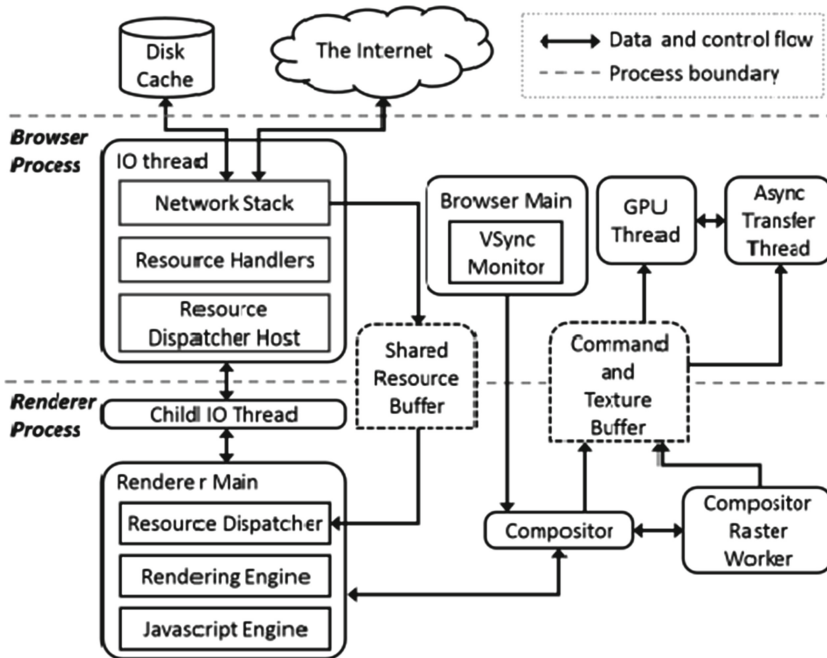 Disk
Cache
The Internet
Data and control flow
Process boundary
Browser
Process
IO thread
Network Stack
Resource Handlers
Resource
Dispatcher Host
Browser Main
VSync
Monitor
GPU
Thread
Async
Transfer
Thread
Shared
Resource
Buffer
Command
and
Texture
Buffer
Renderer
Process
Child IO Thread
Renderer Main
Resource Dispatcher
Rendering Engine
Javascript Engine
Compositor
Compositor
Raster
Worker